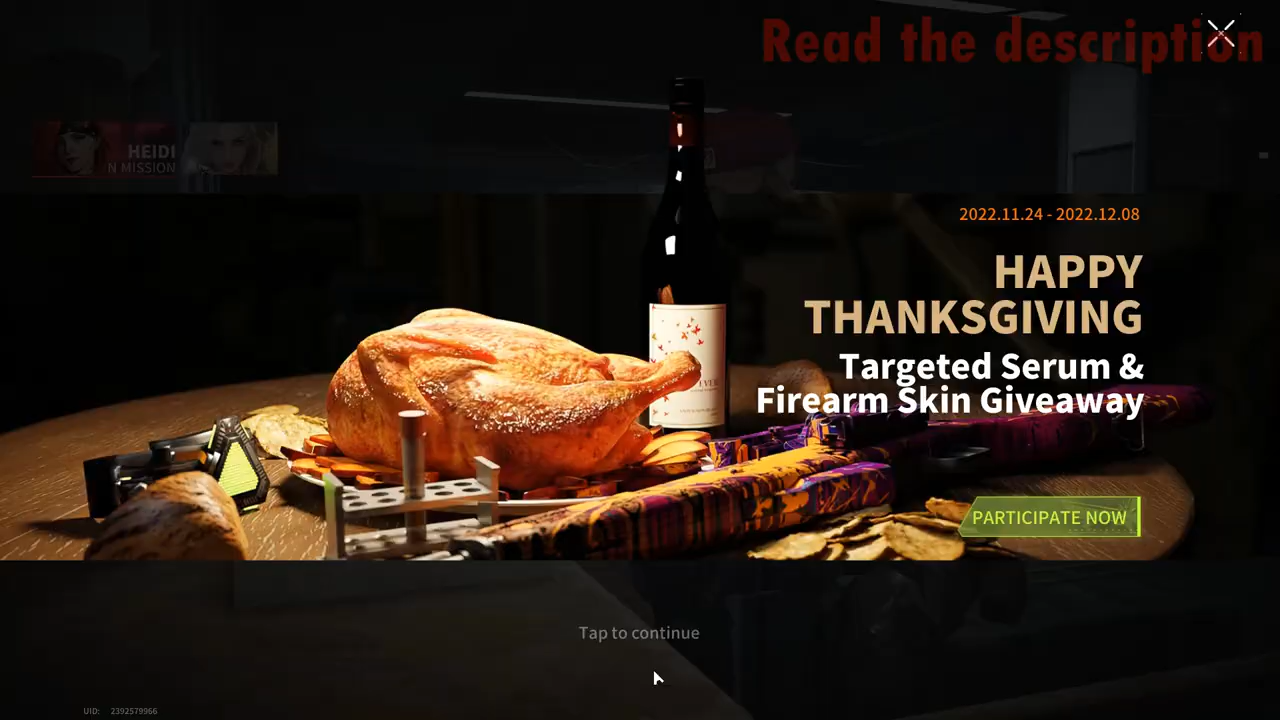 Read the description
HEIDI
N MISSION
2022.11.24 - 2022.12.08
HAPPY
THANKSGIVING
Targeted Serum &
Firearm Skin Giveaway
PARTICIPATE NOW
Tap to continue
UID: 2392579966